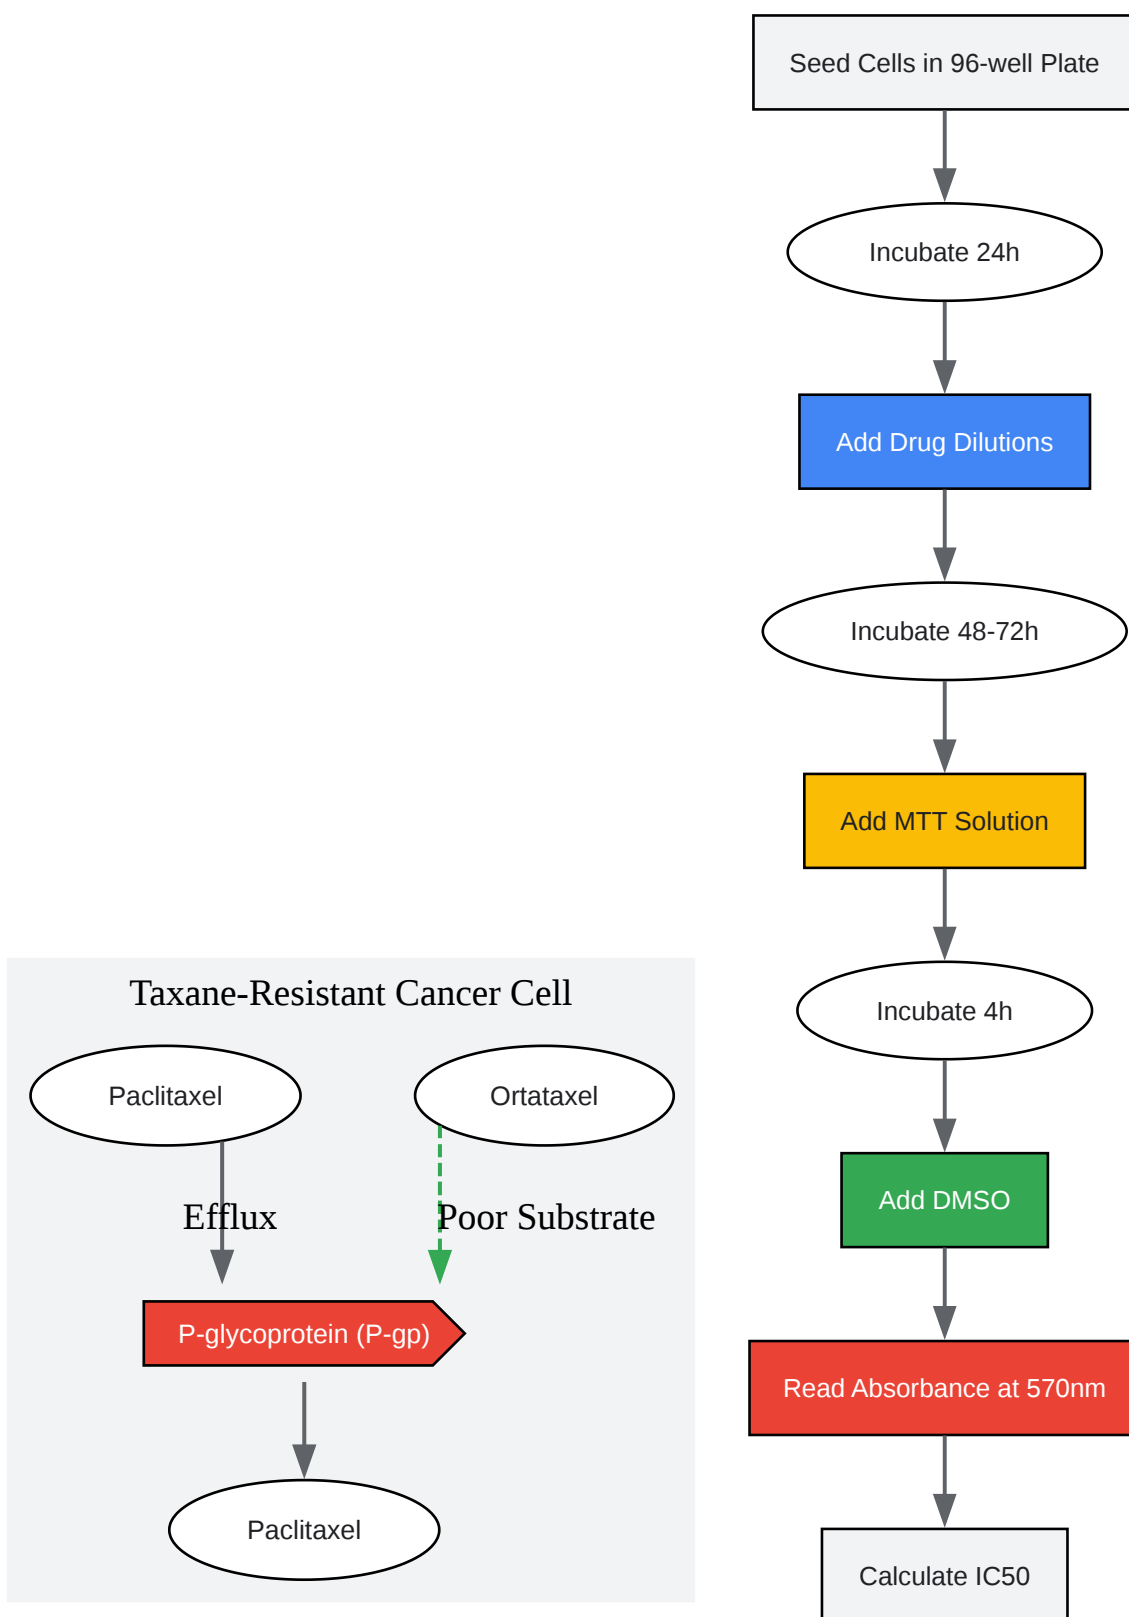 Seed Cells in 96-well Plate
Incubate 24h
Add Drug Dilutions
Incubate 48-72h
Add MTT Solution
Incubate 4h
Add DMSO
Read Absorbance at 570nm
Calculate IC50
Taxane-Resistant Cancer Cell
Paclitaxel
Ortataxel
Efflux
Poor Substrate
P-glycoprotein (P-gp)
Paclitaxel